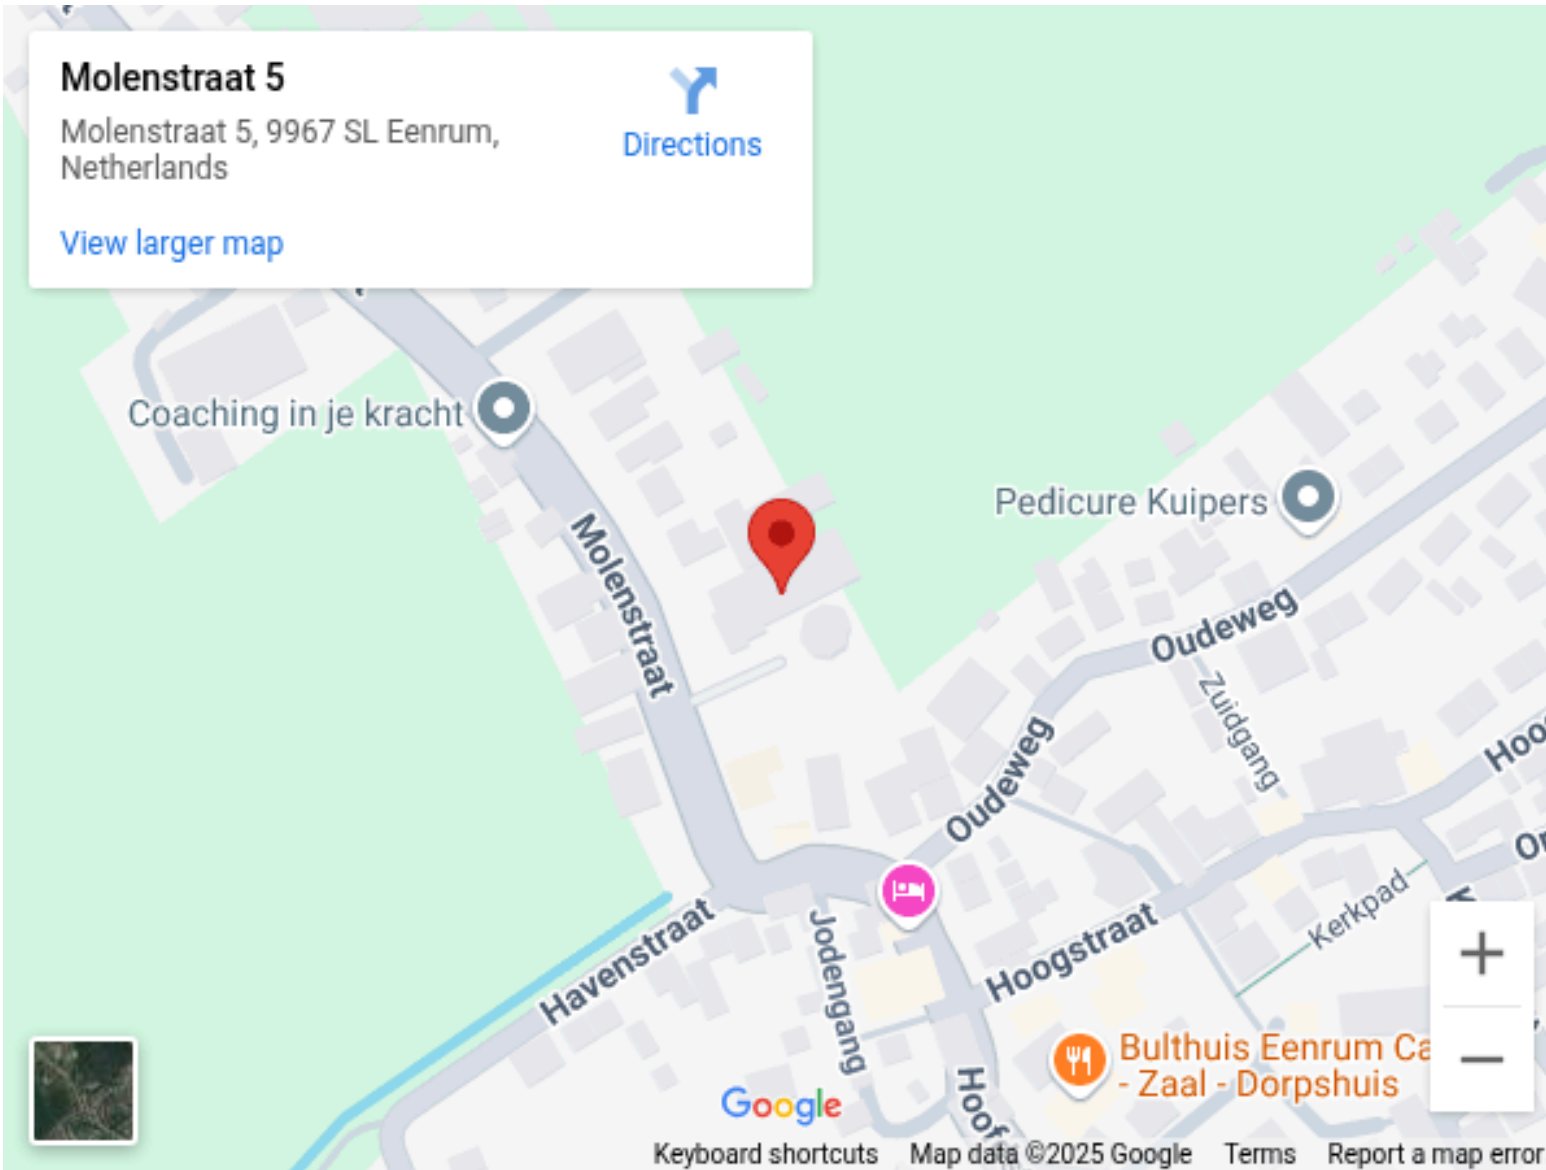 Molenstraat 5
Molenstraat 5, 9967 SL Eenrum,
Netherlands
Directions
View larger map
Coaching in je kracht
Pedicure Kuipers
Molenstraat
Oudeweg
Zuidgang
Oudeweg
Havenstraat
Jodengang
Hoogstraat
Kerkpad
Bulthuis Eenrum Ca
- Zaal - Dorpshuis
Google
Keyboard shortcuts
Map data ©2025 Google
Terms
Report a map error